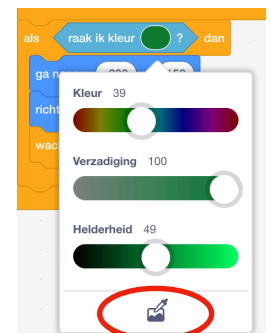 als raak ik kleur ? dan
ga n
Kleur 39
richt
wac
Verzadiging 100
Helderheid 49